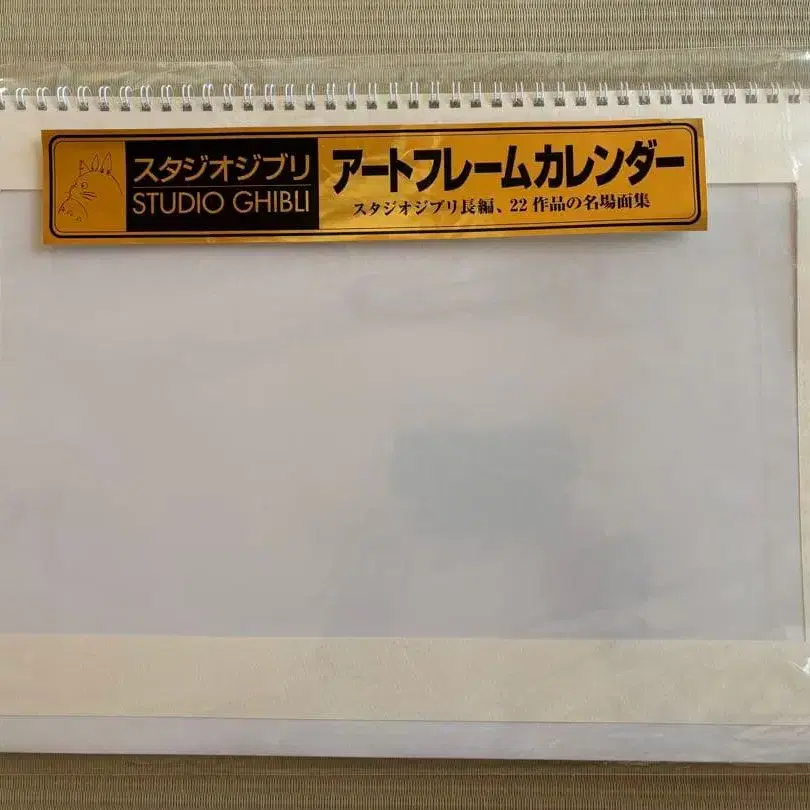 スタジオジブリ
STUDIO GHIBLI
アートフレームカレンダー
スタジオジブリ長編、22作品の名場面集